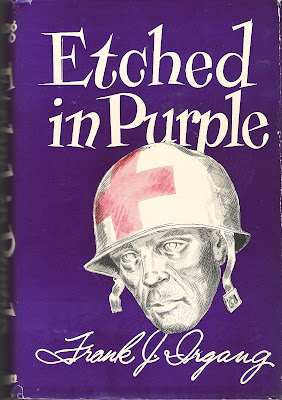 Etched
in Purple
Frank J. Irgang